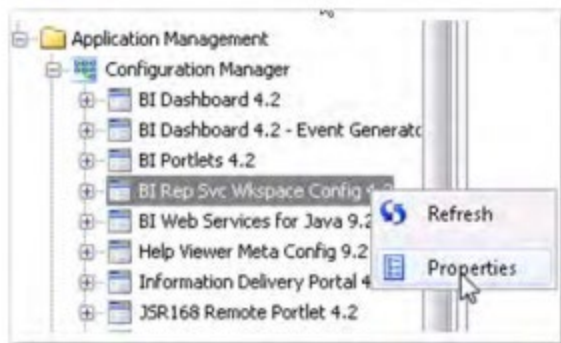 Application Management
Configuration Manager
BI Dashboard 4.2
BI Dashboard 4.2 - Event Generato
BI Portlets 4.2
BI Rep Svc Wkspace Config 4.2
Refresh
BI Web Services for Java 9.2
Help Viewer Meta Config 9.2
Properties
Information Delivery Portal 4
JSR168 Remote Portlet 4.2